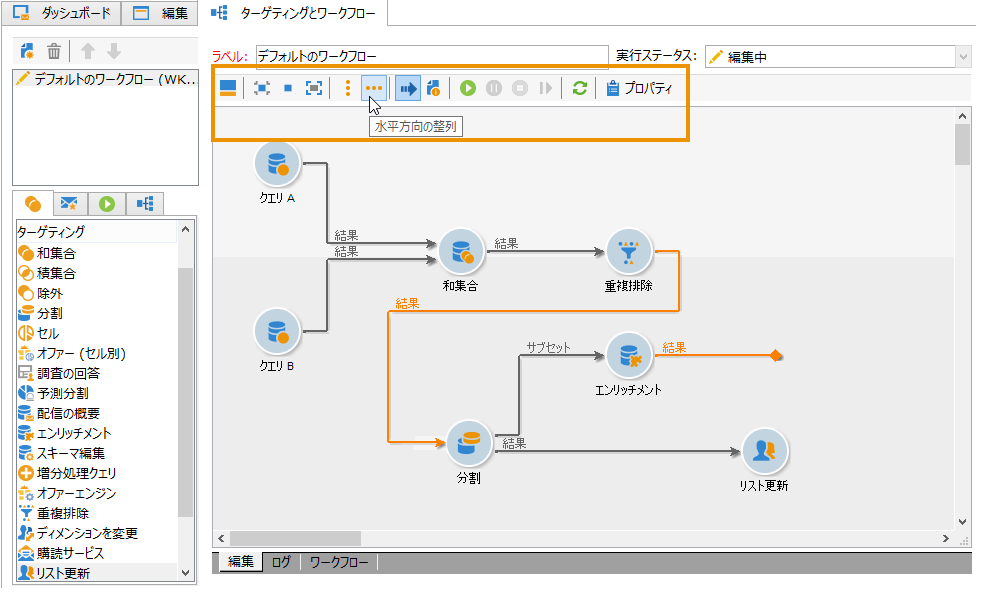 ダッシュボード
編集
ターゲティングとワークフロー
ラベル:
デフォルトのワークフロー
実行ステータス:
編集中
デフォルトのワークフロー (WK...
プロパティ
水平方向の整列
クエリ A
結果
結果
結果
和集合
重複排除
結果
クエリ B
サブセット
結果
エンリッチメント
結果
分割
リスト更新
ターゲティング
和集合
積集合
除外
分割
セル
オファー (セル別)
調査の回答
予測分割
配信の概要
エンリッチメント
スキーマ編集
増分処理クエリ
オファーエンジン
重複排除
ディメンションを変更
購読サービス
リスト更新
編集
ログ
ワークフロー